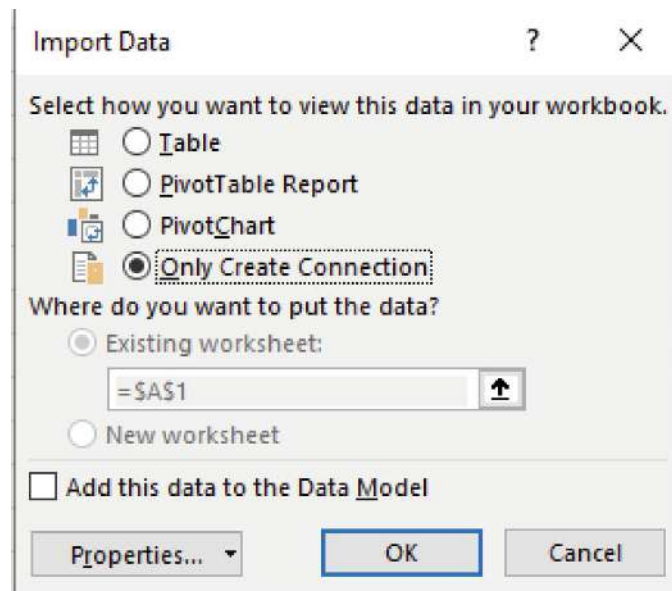 Import Data ?
Select how you want to view this data in your workbook.
Table
PivotTable Report
PivotChart
Only Create Connection
Where do you want to put the data?
Existing worksheet:
=$A$1
New worksheet
Add this data to the Data Model
Properties...
OK Cancel